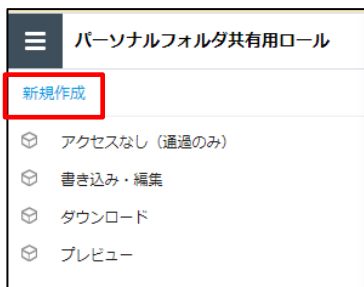 パーソナルフォルダ共有用ロール
新規作成
アクセスなし（通過のみ）
書き込み・編集
ダウンロード
プレビュー